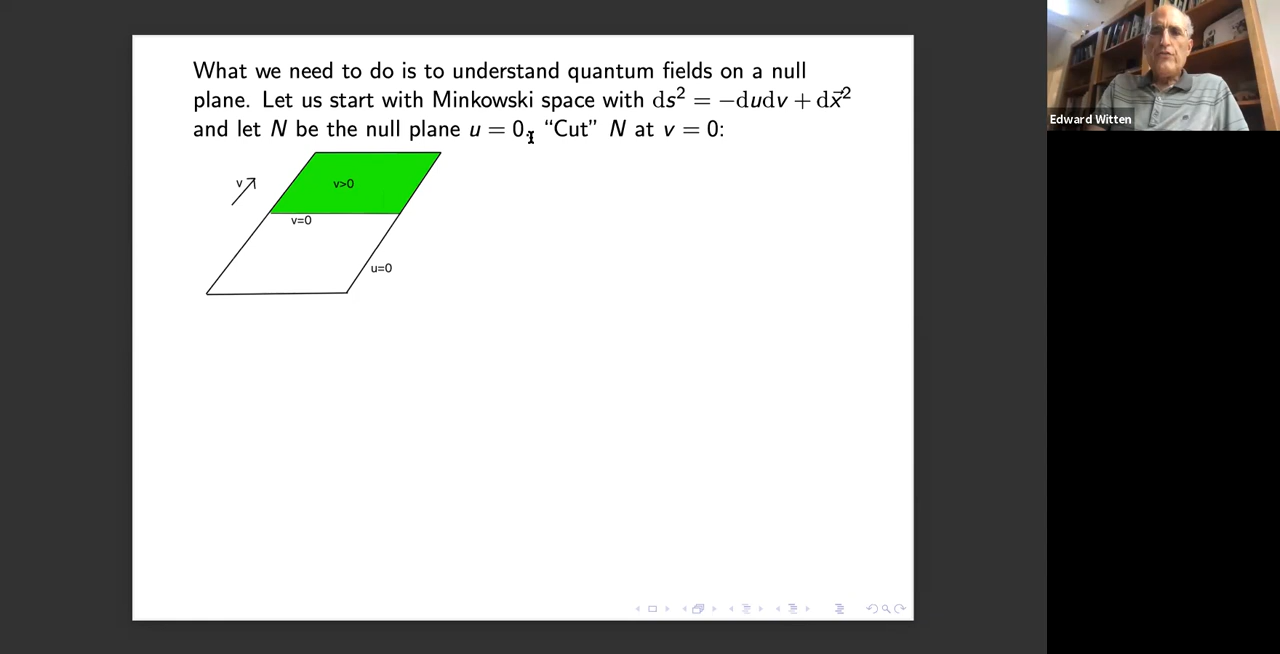 What we need to do is to understand quantum fields on a null
plane. Let us start with Minkowski space with ds² = −dudv + dx⃗²
and let N be the null plane u = 0. “Cut” N at v = 0:
v
v>0
v=0
u=0
Edward Witten